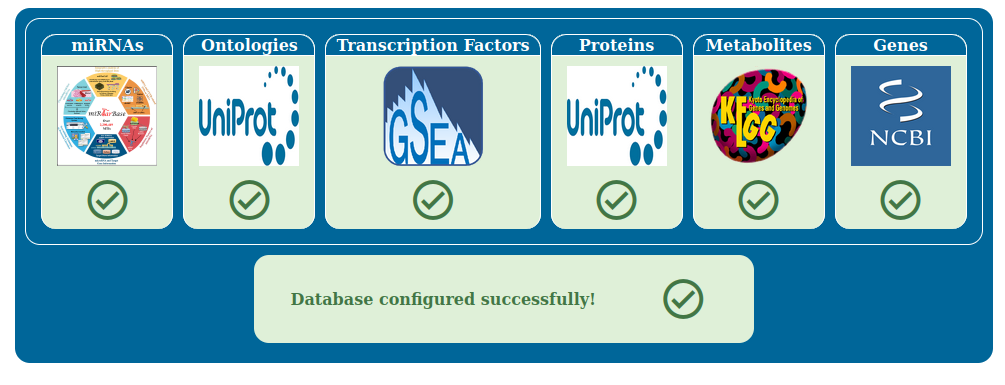 miRNAs
Ontologies
Transcription Factors
Proteins
Metabolites
Genes
UniProt
GSEA
UniProt
KEGG
Kyoto Encyclopedia of
Genes and Genomes
NCBI
Database configured successfully!